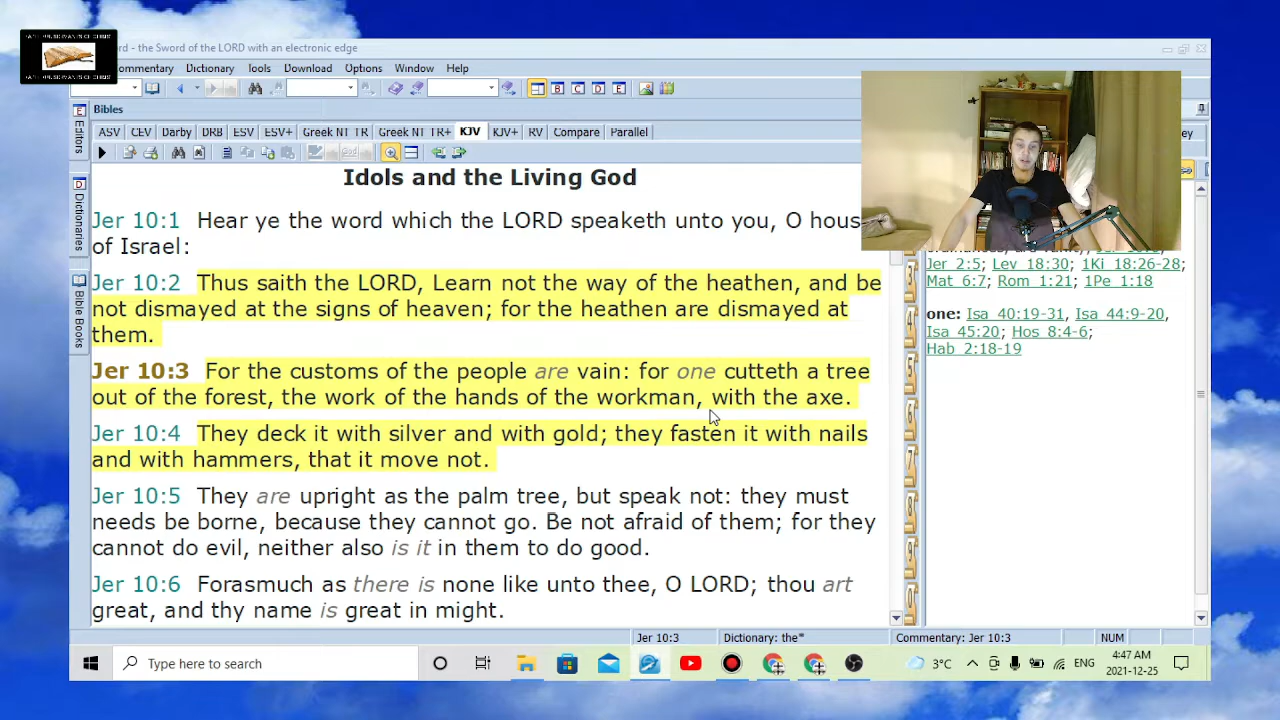 ord - the Sword of the LORD with an electronic edge
ommentary Dictionary Tools Download Options Window Help
Bibles
Editors
Dictionaries
Bible Books
ASV CEV Darby DRB ESV ESV+ Greek NT TR Greek NT TR+ KJV KJV+ RV Compare Parallel
Idols and the Living God
Jer 10:1 Hear ye the word which the LORD speaketh unto you, O hous
of Israel:
Jer 10:2 Thus saith the LORD, Learn not the way of the heathen, and be
not dismayed at the signs of heaven; for the heathen are dismayed at
them.
Jer 10:3 For the customs of the people are vain: for one cutteth a tree
out of the forest, the work of the hands of the workman, with the axe.
Jer 10:4 They deck it with silver and with gold; they fasten it with nails
and with hammers, that it move not.
Jer 10:5 They are upright as the palm tree, but speak not: they must
needs be borne, because they cannot go. Be not afraid of them; for they
cannot do evil, neither also is it in them to do good.
Jer 10:6 Forasmuch as there is none like unto thee, O LORD; thou art
great, and thy name is great in might.
Jer 2:5; Lev 18:30; 1Ki 18:26-28;
Mat 6:7; Rom 1:21; 1Pe 1:18
one: Isa 40:19-31, Isa 44:9-20,
Isa 45:20; Hos 8:4-6;
Hab 2:18-19
Jer 10:3 Dictionary: the* Commentary: Jer 10:3 NUM
Type here to search
3°C ENG 4:47 AM
2021-12-25